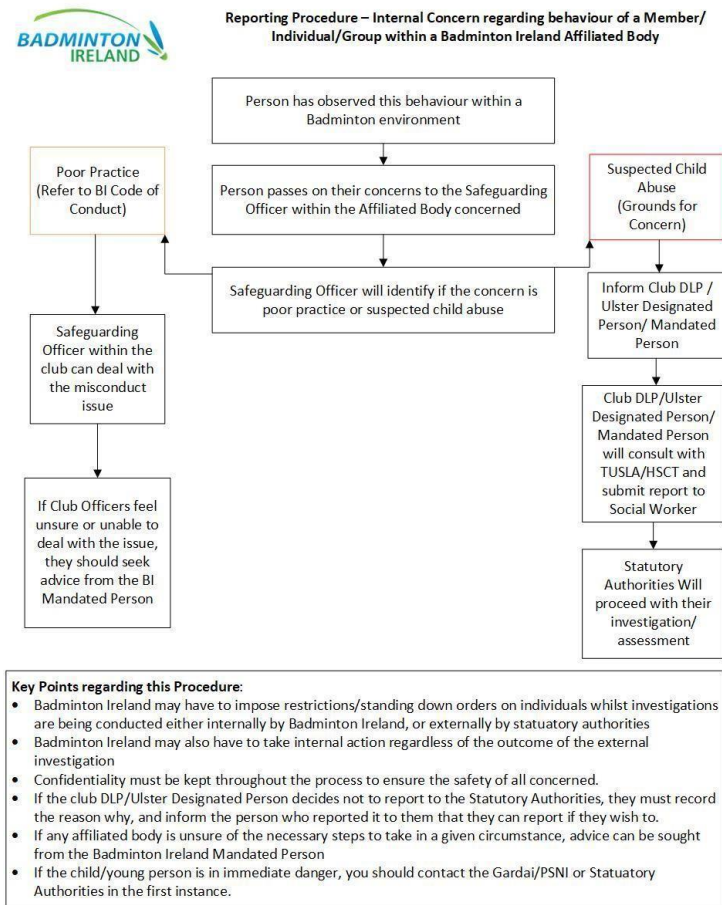 BADMINTON
IRELAND
Reporting Procedure – Internal Concern regarding behaviour of a Member/
Individual/Group within a Badminton Ireland Affiliated Body
Person has observed this behaviour within a
Badminton environment
Person passes on their concerns to the Safeguarding
Officer within the Affiliated Body concerned
Safeguarding Officer will identify if the concern is
poor practice or suspected child abuse
Poor Practice
(Refer to BI Code of
Conduct)
Safeguarding
Officer within the
club can deal with
the misconduct
issue
If Club Officers feel
unsure or unable to
deal with the issue,
they should seek
advice from the BI
Mandated Person
Suspected Child
Abuse
(Grounds for
Concern)
Inform Club DLP /
Ulster Designated
Person/ Mandated
Person
Club DLP/Ulster
Designated Person/
Mandated Person
will consult with
TUSLA/HSCT and
submit report to
Social Worker
Statutory
Authorities Will
proceed with their
investigation/
assessment
Key Points regarding this Procedure:
• Badminton Ireland may have to impose restrictions/standing down orders on individuals whilst investigations
are being conducted either internally by Badminton Ireland, or externally by statuatory authorities
• Badminton Ireland may also have to take internal action regardless of the outcome of the external
investigation
• Confidentiality must be kept throughout the process to ensure the safety of all concerned.
• If the club DLP/Ulster Designated Person decides not to report to the Statutory Authorities, they must record
the reason why, and inform the person who reported it to them that they can report if they wish to.
• If any affiliated body is unsure of the necessary steps to take in a given circumstance, advice can be sought
from the Badminton Ireland Mandated Person
• If the child/young person is in immediate danger, you should contact the Gardai/PSNI or Statuatory
Authorities in the first instance.